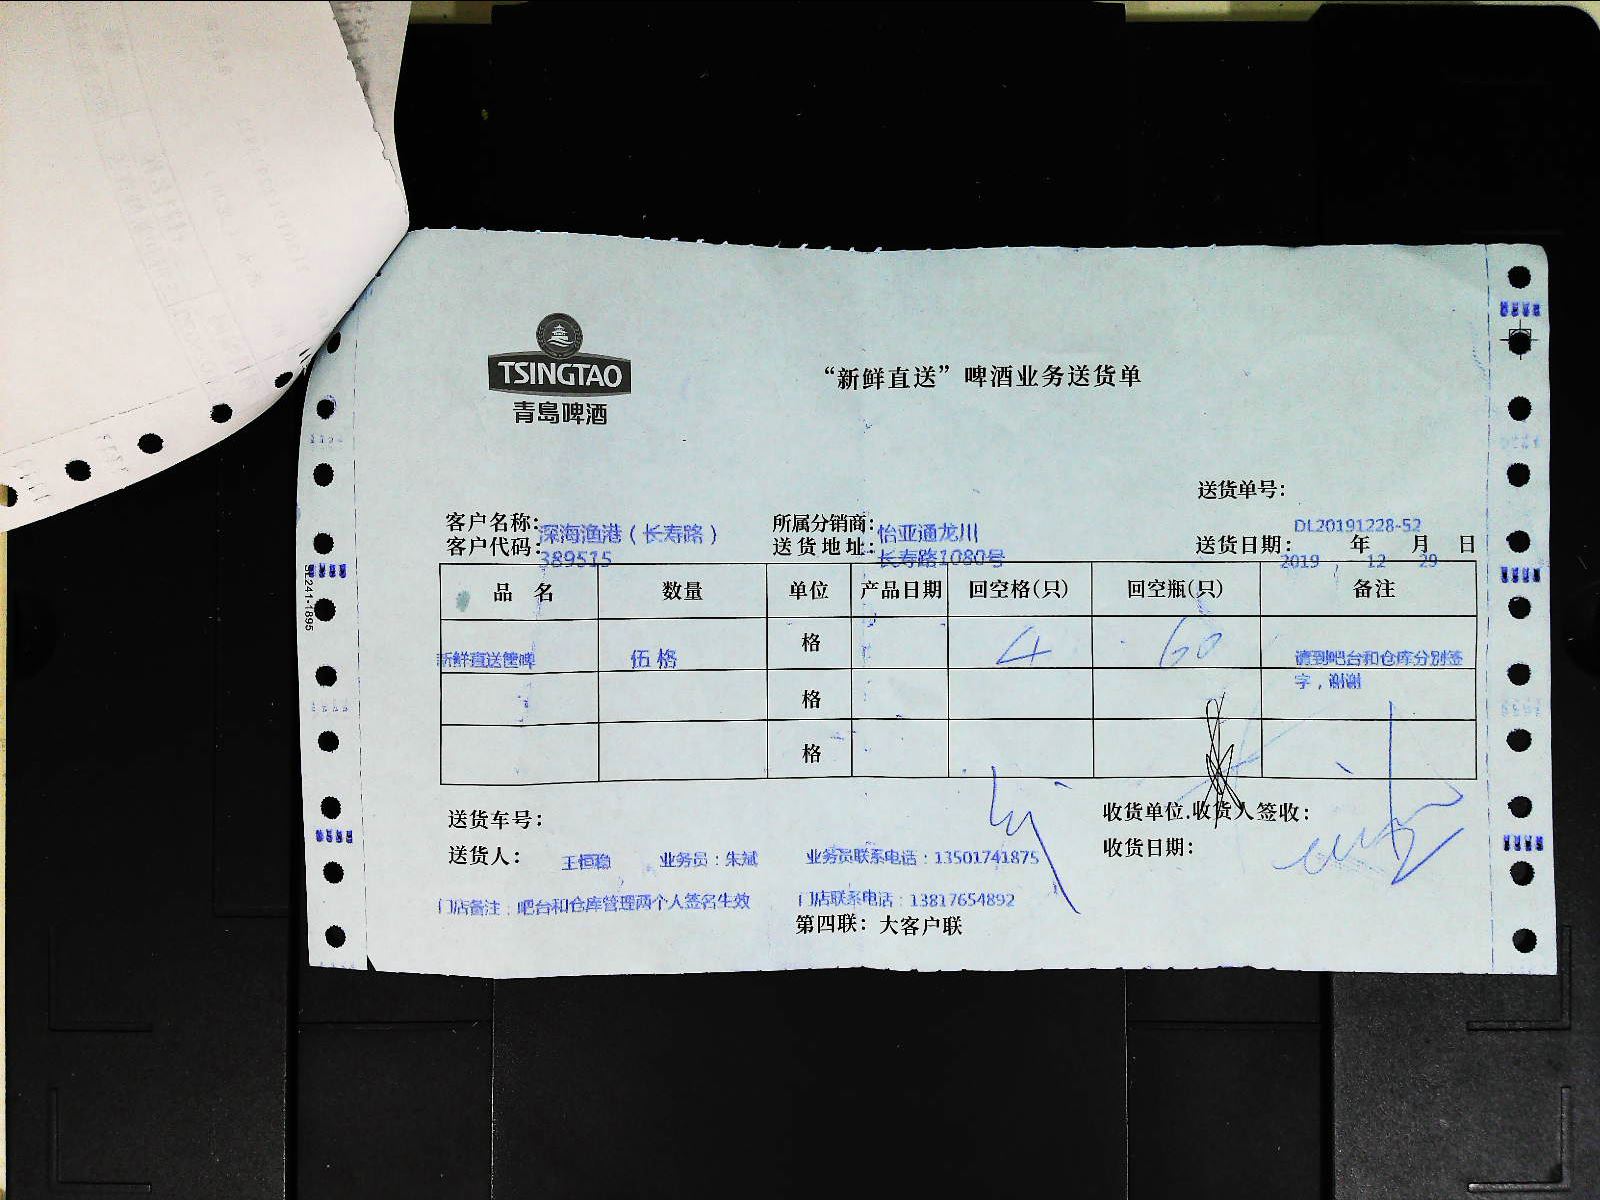 TSINGTAO
青岛啤酒
“新鲜直送”啤酒业务送货单
送货单号：
DL20191228-52
客户名称：深海渔港（长寿路） 所属分销商：怡亚通龙川
客户代码：389515 送货地址：长寿路1080号 送货日期： 2019 年 12 月 29 日
品 名 数量 单位 产品日期 回空格(只) 回空瓶(只) 备注
新鲜直送筐啤 伍格 格 4 60 请到吧台和仓库分别签字，谢谢
格
格
送货车号： 收货单位.收货人签收：
送货人： 王恒稳 业务员：朱斌 业务员联系电话：13501741875 收货日期：
门店备注：吧台和仓库管理两个人签名生效 门店联系电话：13817654892
第四联：大客户联
SL241-1895